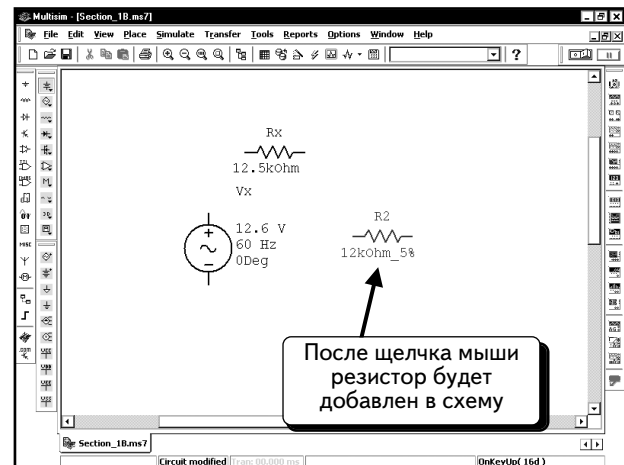 Multisim - [Section_1B.ms7]
File Edit View Place Simulate Transfer Tools Reports Options Window Help
Rx
12.5kOhm
Vx
12.6 V
60 Hz
0Deg
R2
12kOhm_5%
После щелчка мыши
резистор будет
добавлен в схему
Section_1B.ms7
Circuit modified Tran: 00.000 ms OnKeyUp( 16d )